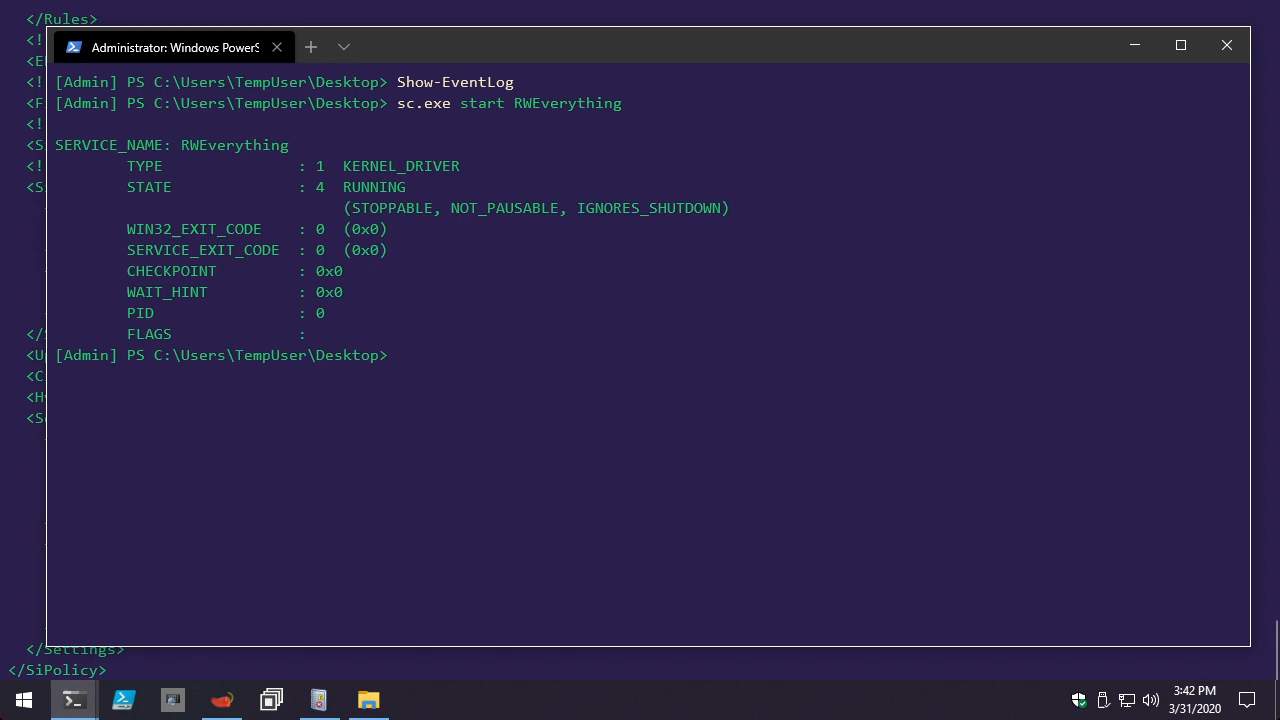 </Rules>
Administrator: Windows PowerS
[Admin] PS C:\Users\TempUser\Desktop> Show-EventLog
[Admin] PS C:\Users\TempUser\Desktop> sc.exe start RWEverything
SERVICE_NAME: RWEverything
TYPE : 1 KERNEL_DRIVER
STATE : 4 RUNNING
(STOPPABLE, NOT_PAUSABLE, IGNORES_SHUTDOWN)
WIN32_EXIT_CODE : 0 (0x0)
SERVICE_EXIT_CODE : 0 (0x0)
CHECKPOINT : 0x0
WAIT_HINT : 0x0
PID : 0
FLAGS :
[Admin] PS C:\Users\TempUser\Desktop>
</Settings>
</SiPolicy>
3:42 PM
3/31/2020